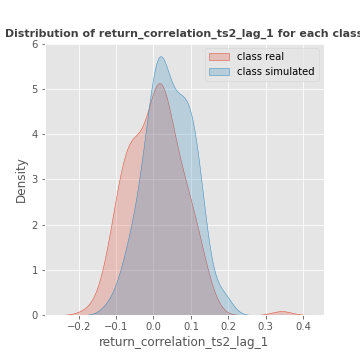 Distribution of return_correlation_ts2_lag_1 for each class
class real
class simulated
Density
6
5
4
3
2
1
0
−0.2 −0.1 0.0 0.1 0.2 0.3 0.4
return_correlation_ts2_lag_1